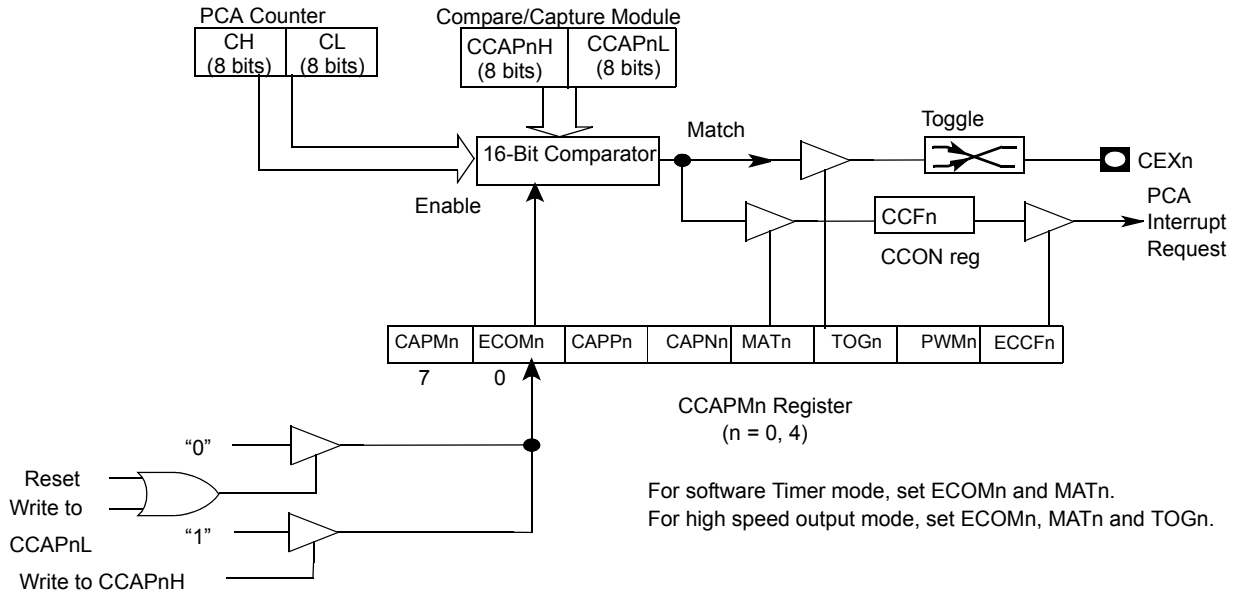 PCA Counter
CH
(8 bits)
CL
(8 bits)
Compare/Capture Module
CCAPnH
(8 bits)
CCAPnL
(8 bits)
16-Bit Comparator
Match
Enable
Toggle
CEXn
CCFn
CCON reg
PCA
Interrupt
Request
CAPMn ECOMn CAPPn CAPNn MATn TOGn PWMn ECCFn
7 0
CCAPMn Register
(n = 0, 4)
“0”
Reset
Write to
CCAPnL
“1”
Write to CCAPnH
For software Timer mode, set ECOMn and MATn.
For high speed output mode, set ECOMn, MATn and TOGn.